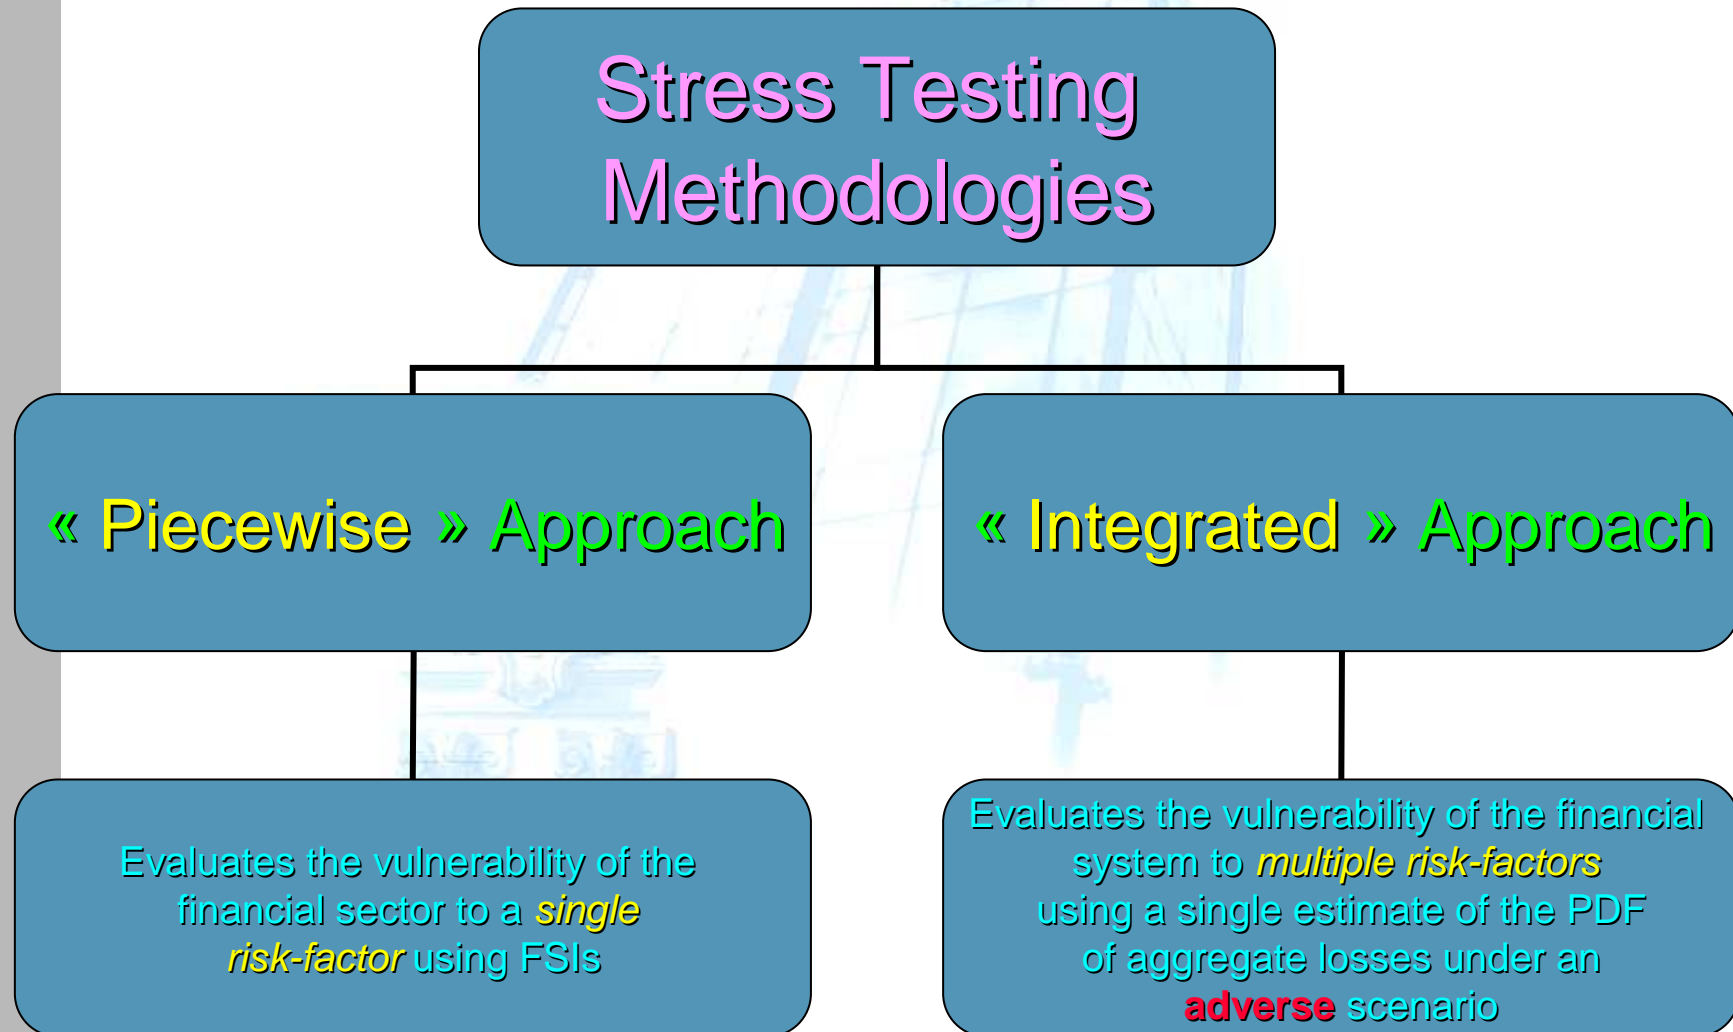 Stress Testing
Methodologies
« Piecewise » Approach
« Integrated » Approach
Evaluates the vulnerability of the
financial sector to a single
risk-factor using FSIs
Evaluates the vulnerability of the financial
system to multiple risk-factors
using a single estimate of the PDF
of aggregate losses under an
adverse scenario